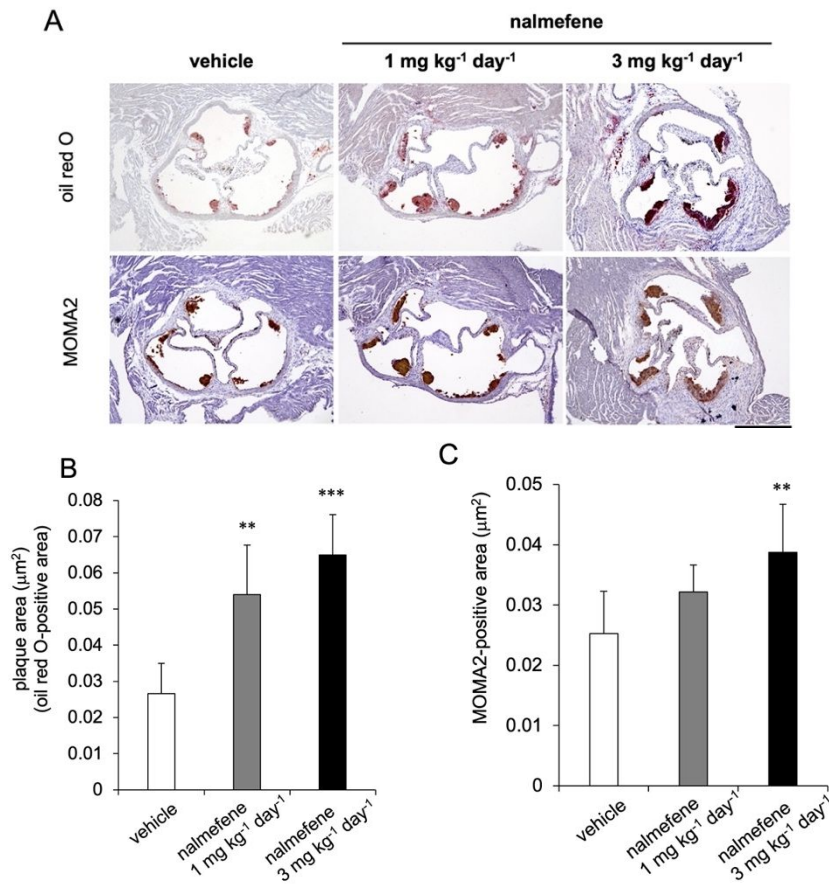 A
nalmefene
vehicle
1 mg kg⁻¹ day⁻¹
3 mg kg⁻¹ day⁻¹
oil red O
MOMA2
B
plaque area (μm²)
(oil red O-positive area)
0.08
0.07
0.06
0.05
0.04
0.03
0.02
0.01
0
**
***
vehicle
nalmefene
1 mg kg⁻¹ day⁻¹
nalmefene
3 mg kg⁻¹ day⁻¹
C
MOMA2-positive area (μm²)
0.05
0.04
0.03
0.02
0.01
0
**
vehicle
nalmefene
1 mg kg⁻¹ day⁻¹
nalmefene
3 mg kg⁻¹ day⁻¹